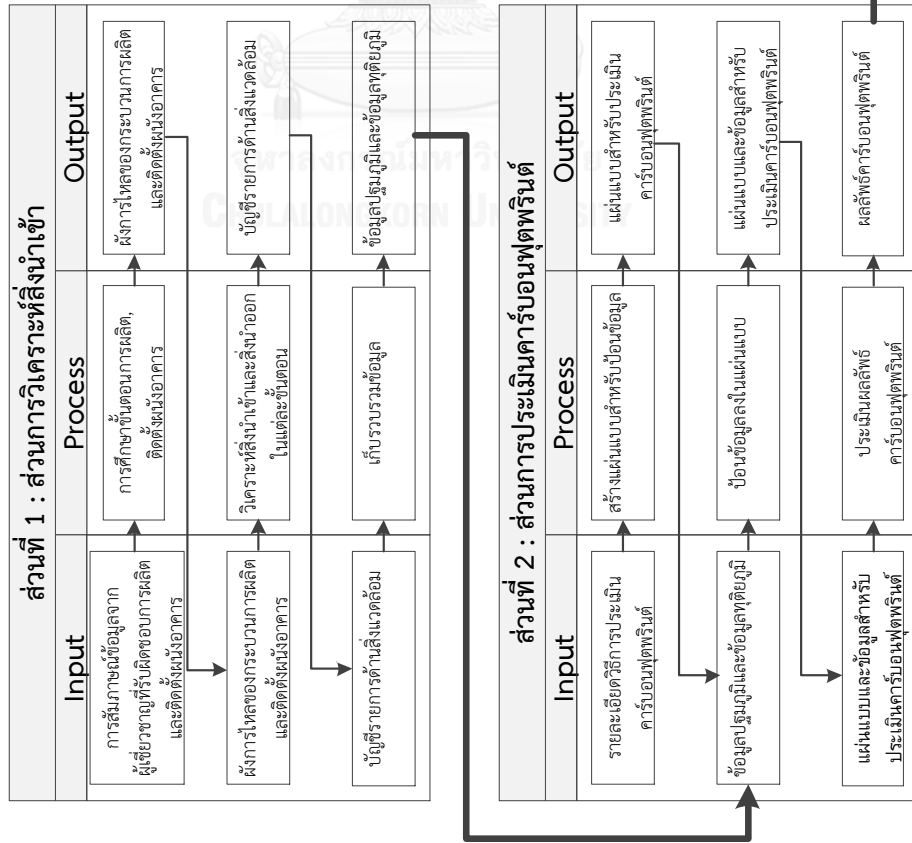 ส่วนที่ 1 : ส่วนการวิเคราะห์สิ่งนำเข้า
Input
Process
Output
การสัมภาษณ์ข้อมูลจาก
ผู้เชี่ยวชาญที่รับผิดชอบการผลิต
และติดตั้งผนังอาคาร
การศึกษาขั้นตอนการผลิต,
ติดตั้งผนังอาคาร
ผังการไหลของกระบวนการผลิต
และติดตั้งผนังอาคาร
ผังการไหลของกระบวนการผลิต
และติดตั้งผนังอาคาร
วิเคราะห์สิ่งนำเข้าและสิ่งนำออก
ในแต่ละขั้นตอน
บัญชีรายการด้านสิ่งแวดล้อม
บัญชีรายการด้านสิ่งแวดล้อม
เก็บรวบรวมข้อมูล
ข้อมูลปฐมภูมิและข้อมูลทุติยภูมิ
จุฬาลงกรณ์มหาวิทยาลัย
CHULALONGKORN UNIVERSITY
ส่วนที่ 2 : ส่วนการประเมินคาร์บอนฟุตพรินต์
Input
Process
Output
รายละเอียดวิธีการประเมิน
คาร์บอนฟุตพรินต์
สร้างแผ่นแบบสำหรับป้อนข้อมูล
แผ่นแบบสำหรับประเมิน
คาร์บอนฟุตพรินต์
ข้อมูลปฐมภูมิและข้อมูลทุติยภูมิ
ป้อนข้อมูลลงในแผ่นแบบ
แผ่นแบบและข้อมูลสำหรับ
ประเมินคาร์บอนฟุตพรินต์
แผ่นแบบและข้อมูลสำหรับ
ประเมินคาร์บอนฟุตพรินต์
ประเมินผลลัพธ์
คาร์บอนฟุตพรินต์
ผลลัพธ์คาร์บอนฟุตพรินต์